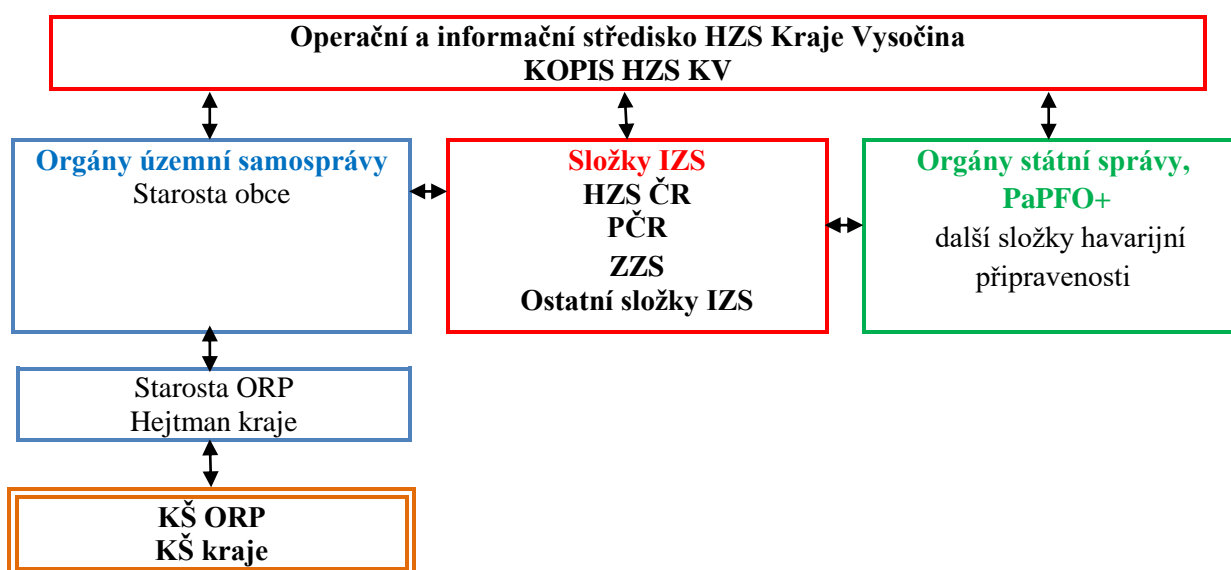 Operační a informační středisko HZS Kraje Vysočina
KOPIS HZS KV
Orgány územní samosprávy
Starosta obce
Složky IZS
HZS ČR
PČR
ZZS
Ostatní složky IZS
Orgány státní správy,
PaPFO+
další složky havarijní
připravenosti
Starosta ORP
Hejtman kraje
KŠ ORP
KŠ kraje